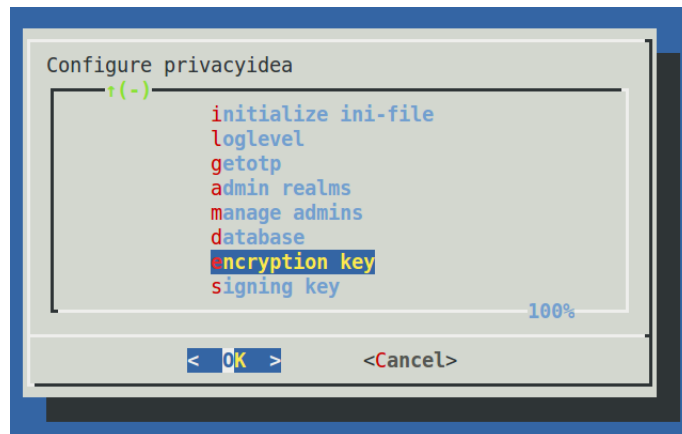 Configure privacyidea
↑(-)
initialize ini-file
loglevel
getotp
admin realms
manage admins
database
encryption key
signing key
100%
< OK > <Cancel>